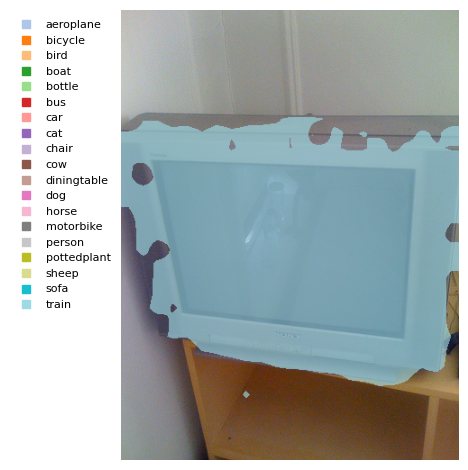 aeroplane
bicycle
bird
boat
bottle
bus
car
cat
chair
cow
diningtable
dog
horse
motorbike
person
pottedplant
sheep
sofa
train